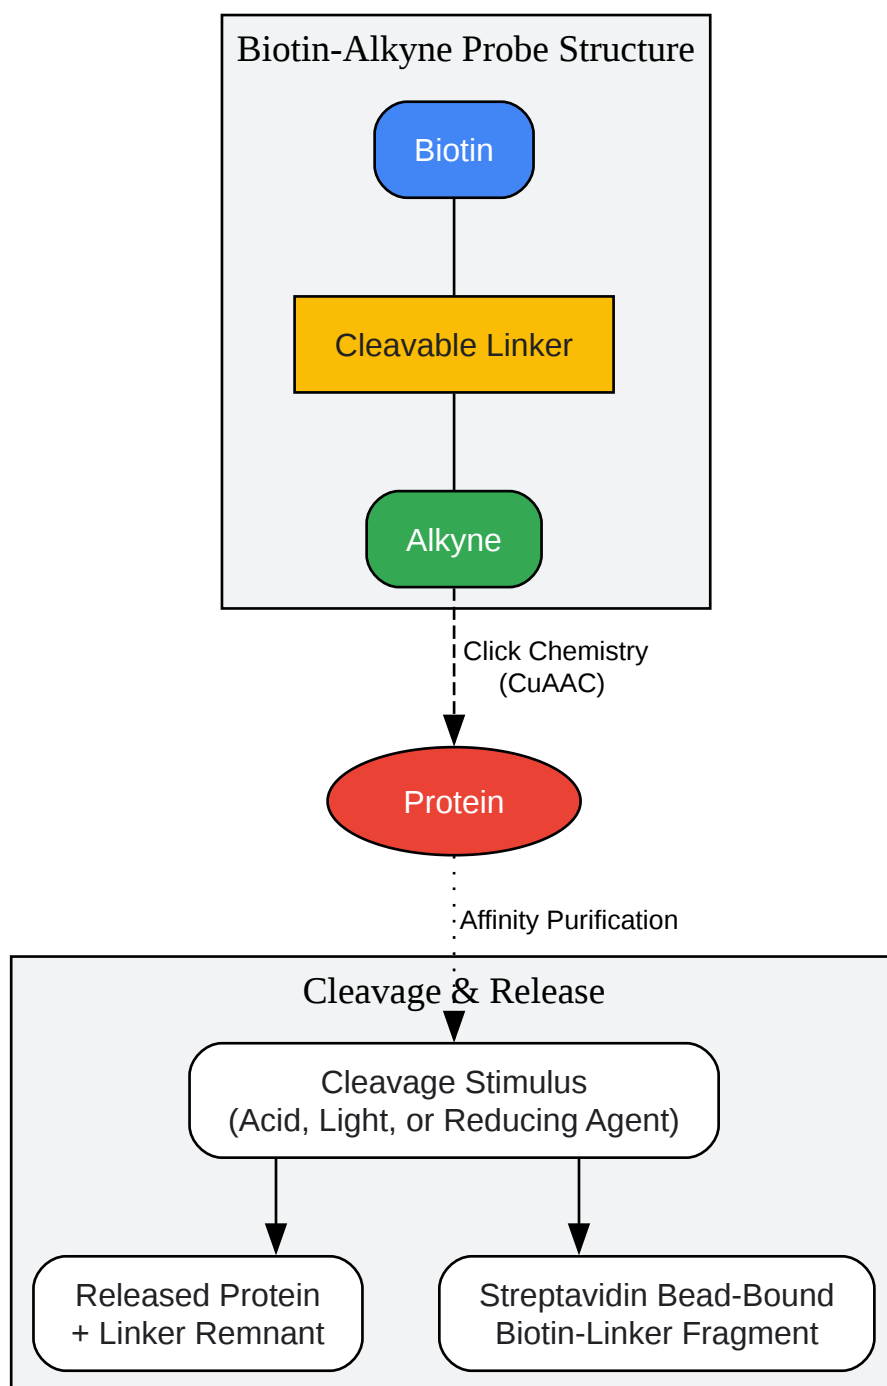 Biotin-Alkyne Probe Structure
Biotin
Cleavable Linker
Alkyne
Click Chemistry
(CuAAC)
Protein
Affinity Purification
Cleavage & Release
Cleavage Stimulus
(Acid, Light, or Reducing Agent)
Released Protein
+ Linker Remnant
Streptavidin Bead-Bound
Biotin-Linker Fragment